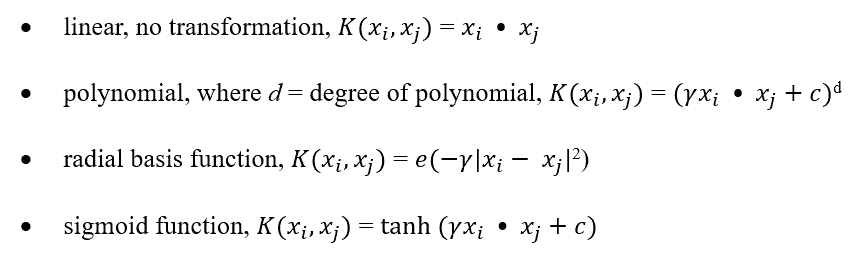 • linear, no transformation, K(xᵢ, xⱼ) = xᵢ • xⱼ
• polynomial, where d = degree of polynomial, K(xᵢ, xⱼ) = (γxᵢ • xⱼ + c)ᵈ
• radial basis function, K(xᵢ, xⱼ) = e(−γ|xᵢ − xⱼ|²)
• sigmoid function, K(xᵢ, xⱼ) = tanh (γxᵢ • xⱼ + c)